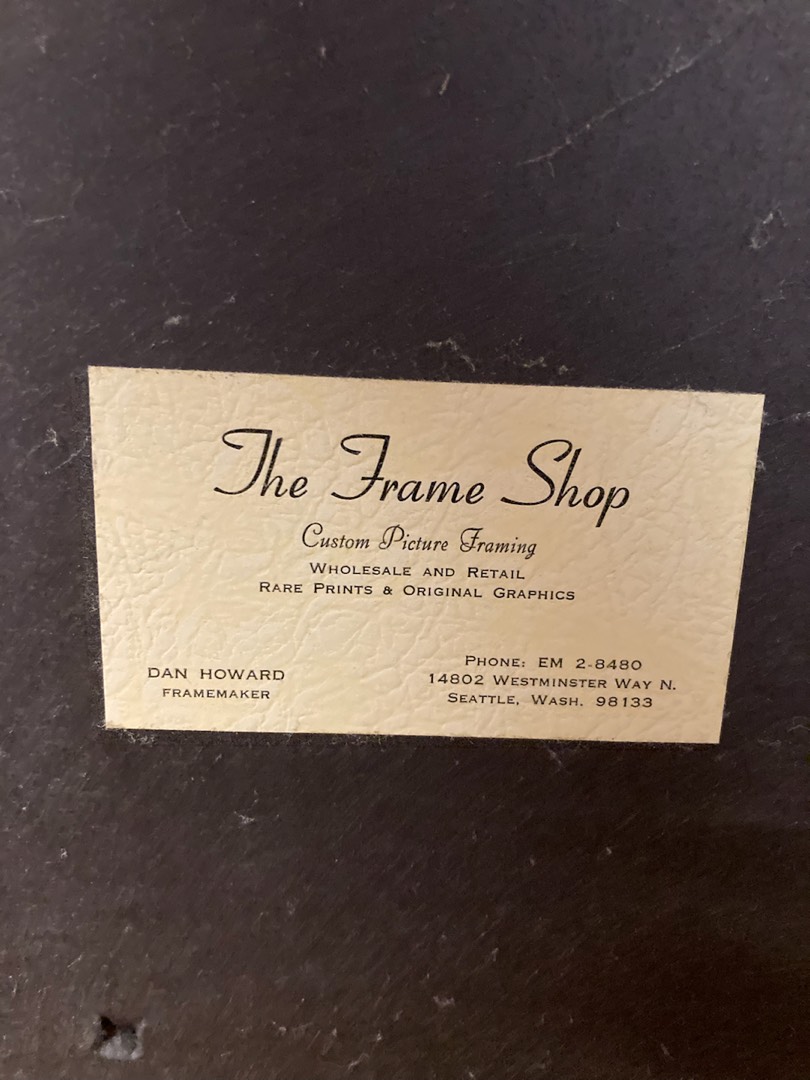 The Frame Shop
Custom Picture Framing
WHOLESALE AND RETAIL
RARE PRINTS & ORIGINAL GRAPHICS
DAN HOWARD
FRAMEMAKER
PHONE: EM 2-8480
14802 WESTMINSTER WAY N.
SEATTLE, WASH. 98133